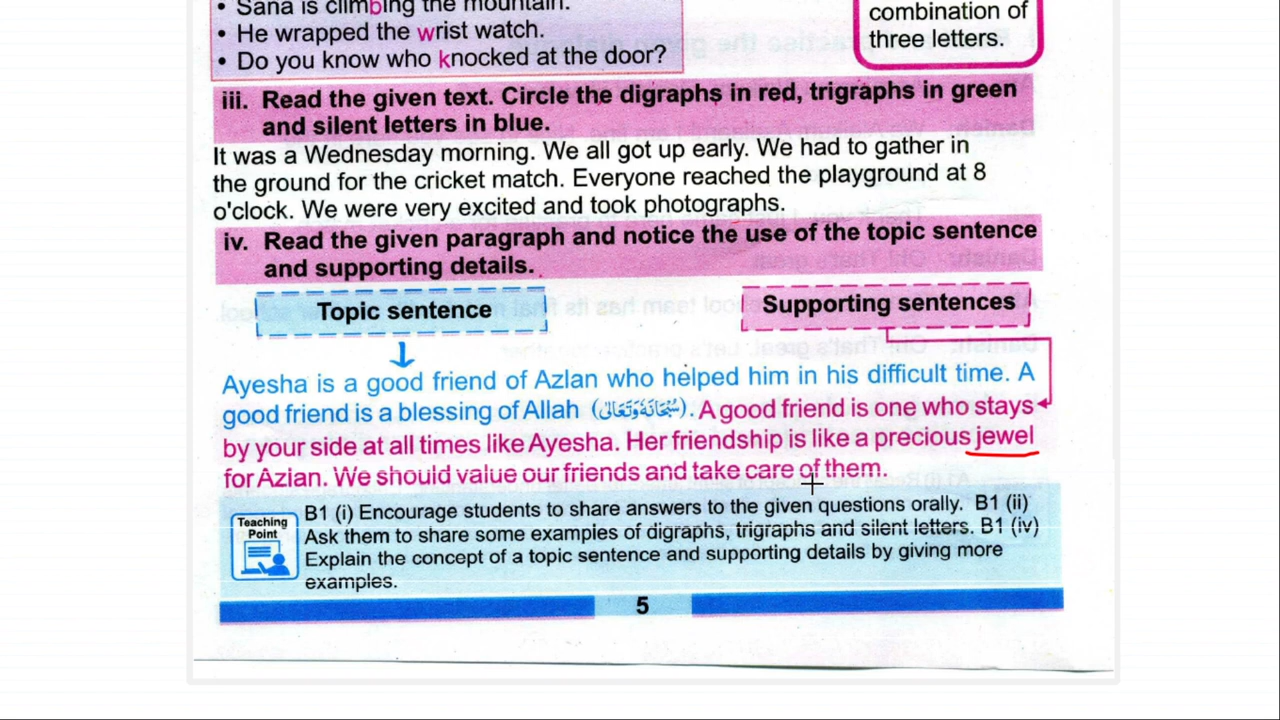 • Sana is climbing the mountain.
• He wrapped the wrist watch.
• Do you know who knocked at the door?
combination of
three letters.
iii. Read the given text. Circle the digraphs in red, trigraphs in green
and silent letters in blue.
It was a Wednesday morning. We all got up early. We had to gather in
the ground for the cricket match. Everyone reached the playground at 8
o'clock. We were very excited and took photographs.
iv. Read the given paragraph and notice the use of the topic sentence
and supporting details.
Topic sentence
Supporting sentences
Ayesha is a good friend of Azlan who helped him in his difficult time. A
good friend is a blessing of Allah (سُبْحَانَهٗ وَتَعَالٰى). A good friend is one who stays
by your side at all times like Ayesha. Her friendship is like a precious jewel
for Azlan. We should value our friends and take care of them.
Teaching
Point
B1 (i) Encourage students to share answers to the given questions orally. B1 (ii)
Ask them to share some examples of digraphs, trigraphs and silent letters. B1 (iv)
Explain the concept of a topic sentence and supporting details by giving more
examples.
5